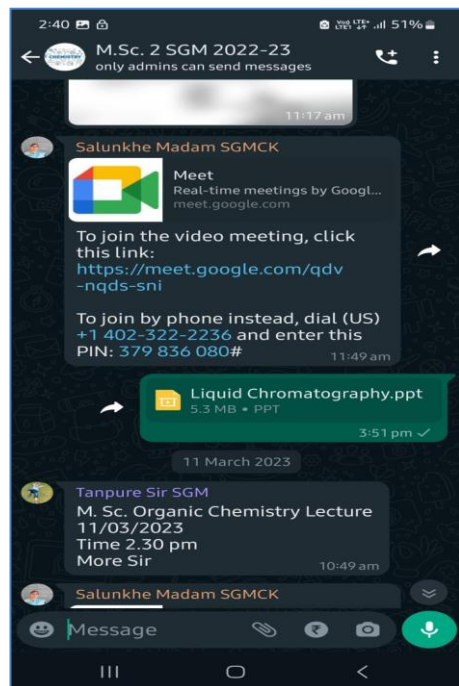 2:40 51%
M.Sc. 2 SGM 2022-23
only admins can send messages
CHEMISTRY
11:17 am
Salunkhe Madam SGMCK
Meet
Real-time meetings by Googl...
meet.google.com
To join the video meeting, click
this link:
https://meet.google.com/qdv
-nqds-sni
To join by phone instead, dial (US)
+1 402-322-2236 and enter this
PIN: 379 836 080#
11:49 am
Liquid Chromatography.ppt
5.3 MB • PPT
3:51 pm
11 March 2023
Tanpure Sir SGM
M. Sc. Organic Chemistry Lecture
11/03/2023
Time 2.30 pm
More Sir
10:49 am
Salunkhe Madam SGMCK
Message ₹